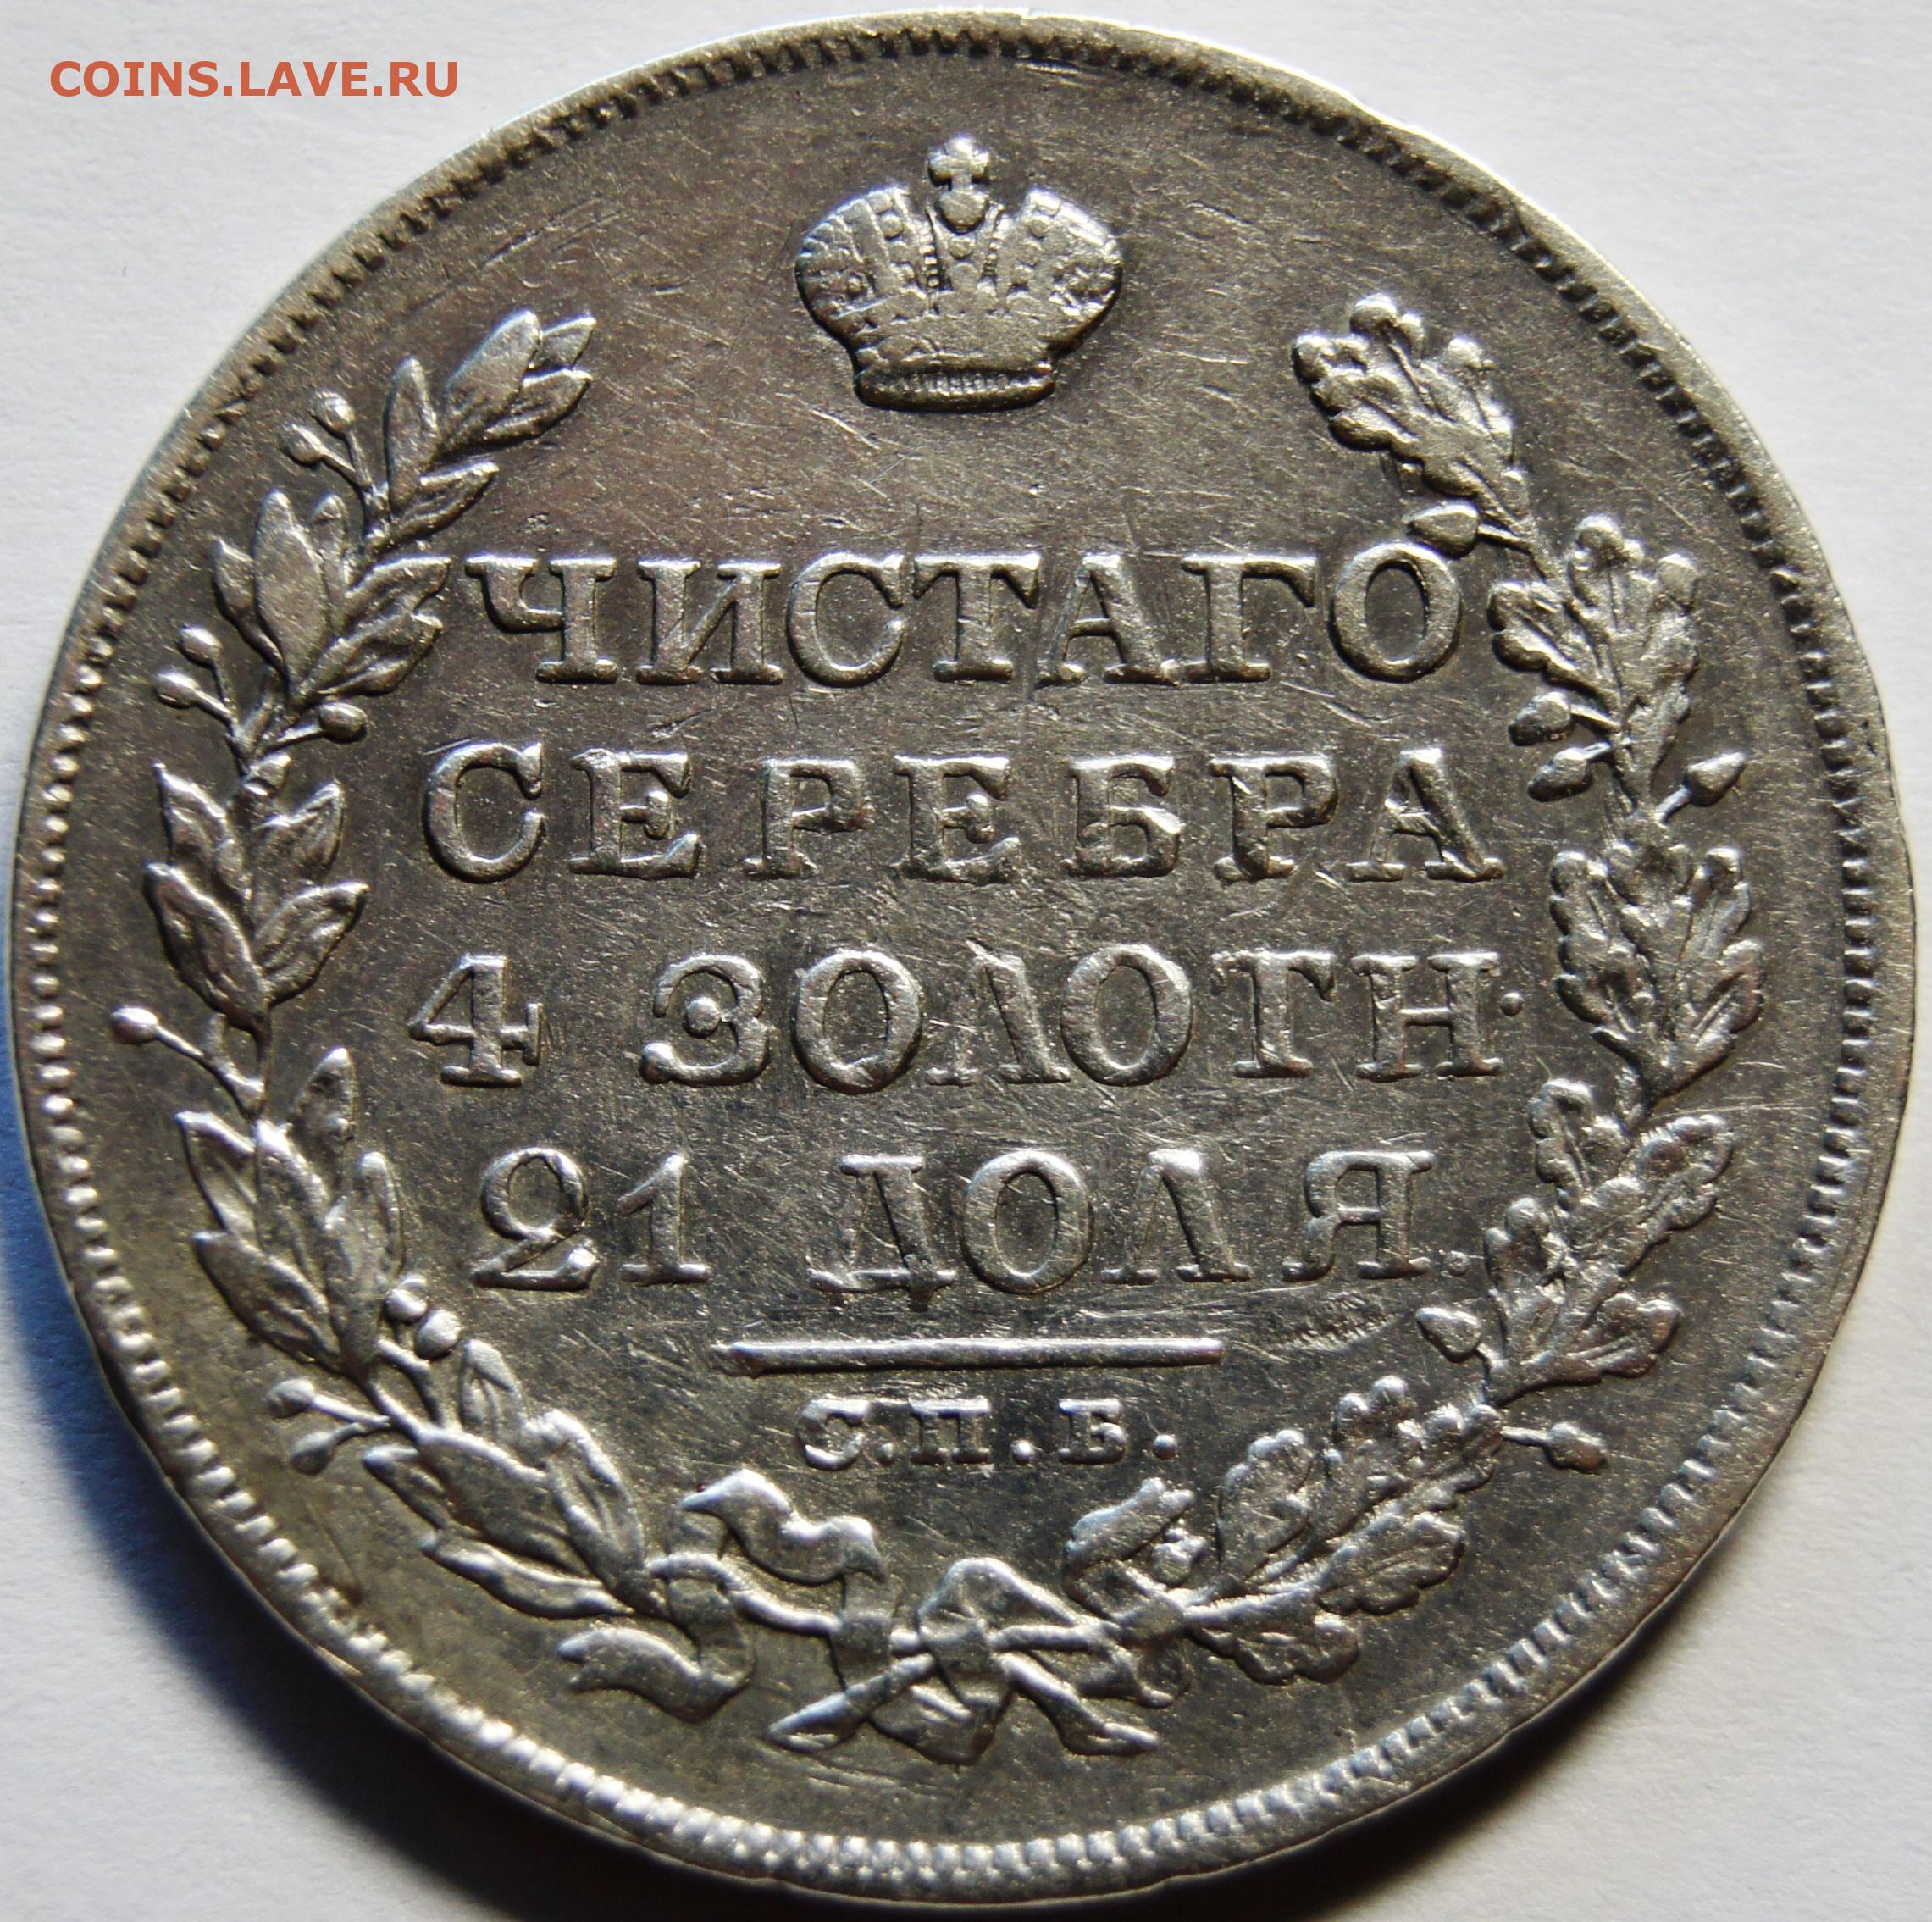 COINS.LAVE.RU
ЧИСТАГО
СЕРЕБРА
4 ЗОЛОТН.
21 ДОЛЯ.
С.П.Б.